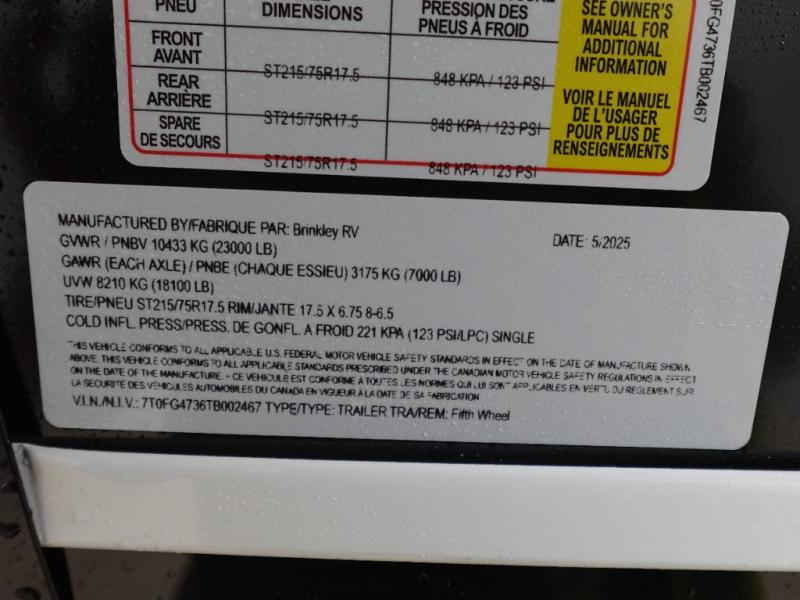 PNEU
DIMENSIONS
PRESSION DES
PNEUS À FROID
SEE OWNER'S
MANUAL FOR
ADDITIONAL
INFORMATION
VOIR LE MANUEL
DE L'USAGER
POUR PLUS DE
RENSEIGNEMENTS
FRONT
AVANT
ST215/75R17.5
848 KPA / 123 PSI
REAR
ARRIÈRE
ST215/75R17.5
848 KPA / 123 PSI
SPARE
DE SECOURS
ST215/75R17.5
848 KPA / 123 PSI
0FG4736TB002467
MANUFACTURED BY/FABRIQUE PAR: Brinkley RV
DATE: 5/2025
GVWR / PNBV 10433 KG (23000 LB)
GAWR (EACH AXLE) / PNBE (CHAQUE ESSIEU) 3175 KG (7000 LB)
UVW 8210 KG (18100 LB)
TIRE/PNEU ST215/75R17.5 RIM/JANTE 17.5 X 6.75 8-6.5
COLD INFL. PRESS/PRESS. DE GONFL. A FROID 221 KPA (123 PSI/LPC) SINGLE
THIS VEHICLE CONFORMS TO ALL APPLICABLE U.S. FEDERAL MOTOR VEHICLE SAFETY STANDARDS IN EFFECT ON THE DATE OF MANUFACTURE SHOWN
ABOVE. THIS VEHICLE CONFORMS TO ALL APPLICABLE STANDARDS PRESCRIBED UNDER THE CANADIAN MOTOR VEHICLE SAFETY REGULATIONS IN EFFECT
ON THE DATE OF THE MANUFACTURE. - CE VEHICULE EST CONFORME A TOUTES LES NORMES QUI LUI SONT APPLICABLES EN VERTU DU REGLEMENT SUR
LA SECURITE DES VEHICULES AUTOMOBILES DU CANADA EN VIGUEUR À LA DATE DE SA FABRICATION
V.I.N./N.I.V.: 7T0FG4736TB002467 TYPE/TYPE: TRAILER TRA/REM: Fifth Wheel